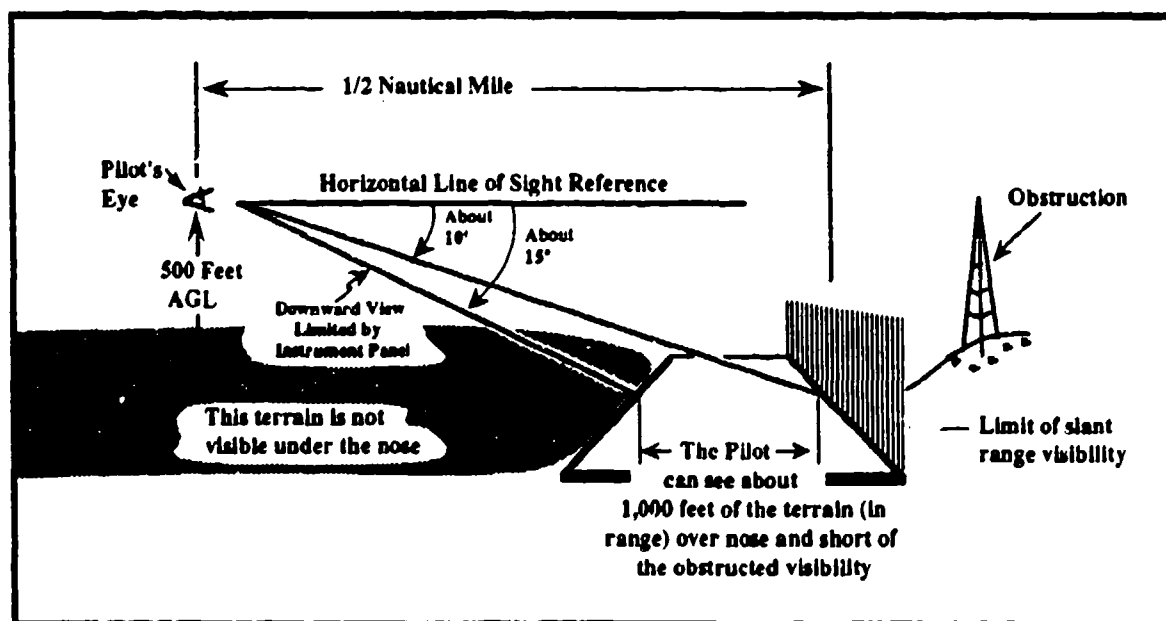 1/2 Nautical Mile
Pilot's
Eye
Horizontal Line of Sight Reference
About
10°
About
15°
Obstruction
500 Feet
AGL
Downward View
Limited by
Instrument Panel
This terrain is not
visible under the nose
The Pilot
can see about
1,000 feet of the terrain (in
range) over nose and short of
the obstructed visibility
— Limit of slant
range visibility